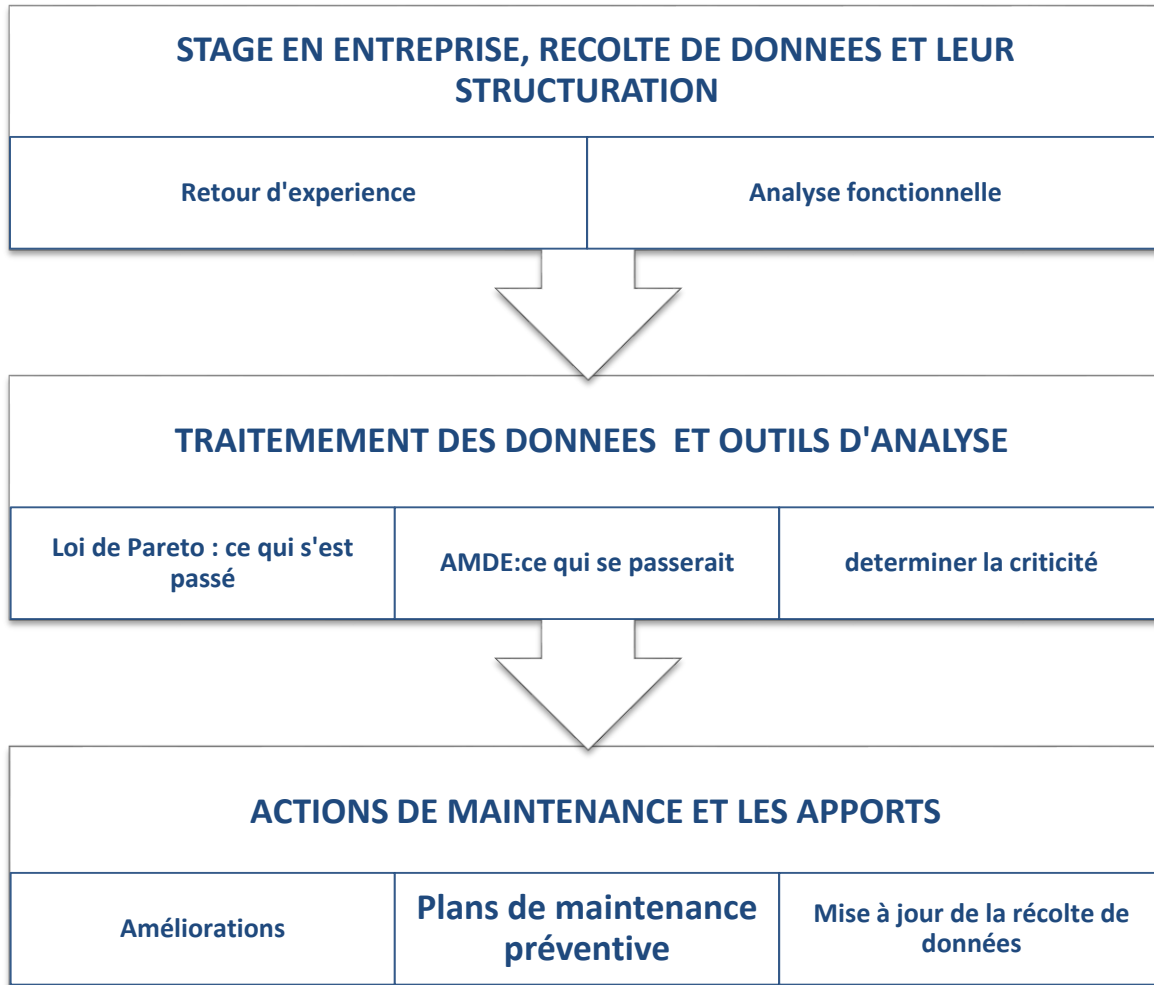 STAGE EN ENTREPRISE, RECOLTE DE DONNEES ET LEUR
STRUCTURATION
Retour d'experience
Analyse fonctionnelle
TRAITEMEMENT DES DONNEES ET OUTILS D'ANALYSE
Loi de Pareto : ce qui s'est
passé
AMDE:ce qui se passerait
determiner la criticité
ACTIONS DE MAINTENANCE ET LES APPORTS
Améliorations
Plans de maintenance
préventive
Mise à jour de la récolte de
données